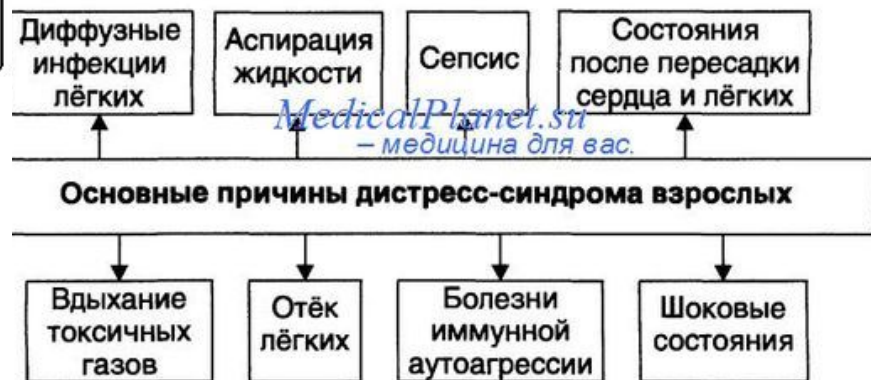 Диффузные
инфекции
лёгких
Аспирация
жидкости
Сепсис
Состояния
после пересадки
сердца и лёгких
MedicalPlanet.su
– медицина для вас.
Основные причины дистресс-синдрома взрослых
Вдыхание
токсичных
газов
Отёк
лёгких
Болезни
иммунной
аутоагрессии
Шоковые
состояния